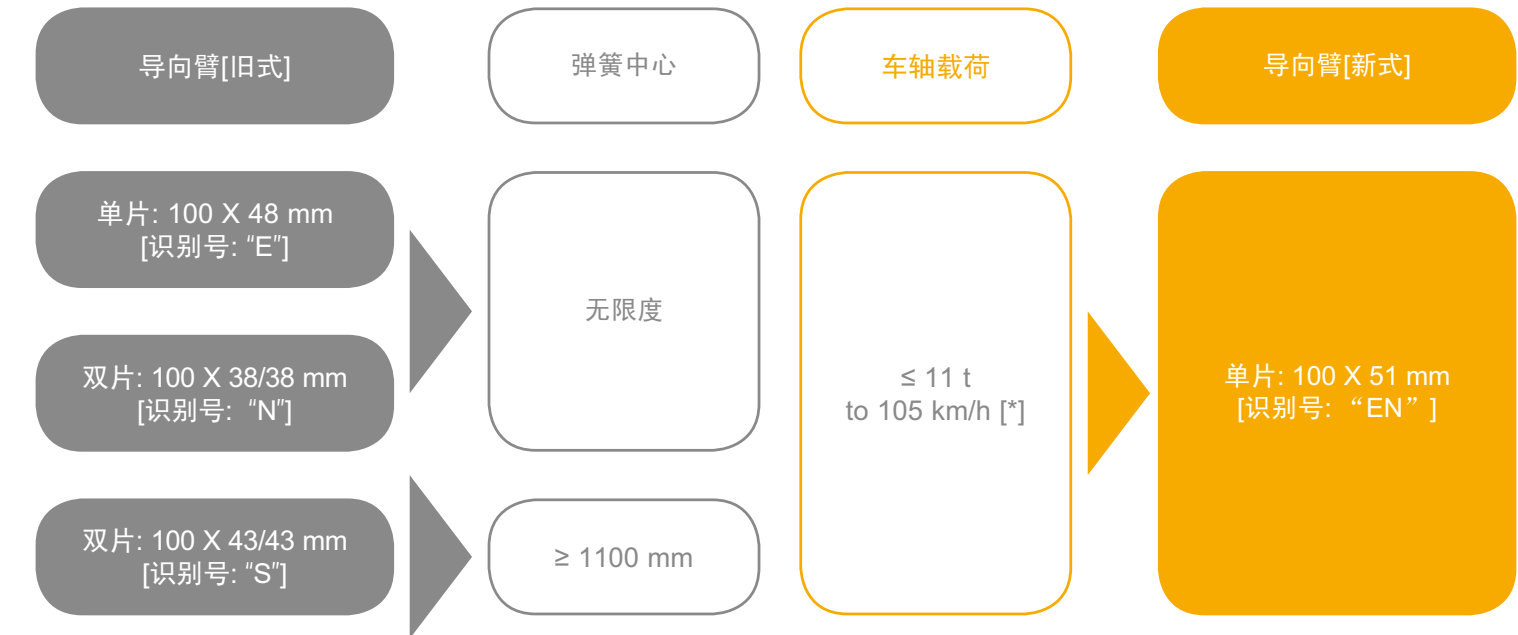 导向臂[旧式]
弹簧中心
车轴载荷
导向臂[新式]
单片: 100 X 48 mm
[识别号: “E”]
双片: 100 X 38/38 mm
[识别号: “N”]
双片: 100 X 43/43 mm
[识别号: “S”]
无限度
≥ 1100 mm
≤ 11 t
to 105 km/h [*]
单片: 100 X 51 mm
[识别号: “EN”]